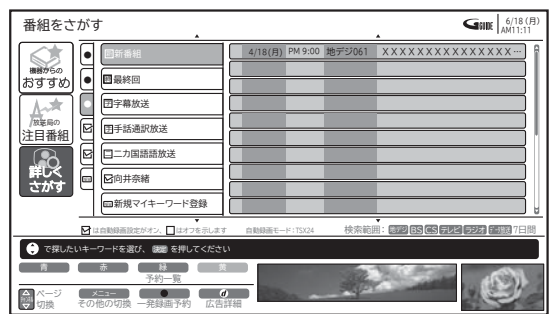 番組をさがす
GGUIDE
6/18 (月)
AM11:11
機器からの
おすすめ
放送局の
注目番組
詳しく
さがす
新番組
最終回
字幕放送
手話通訳放送
二カ国語放送
向井奈緒
新規マイキーワード登録
4/18(月) PM 9:00 地デジ061 XXXXXXXXXXXXXXXX…
は自動録画設定がオン、 はオフを示します
自動録画モード:TSX24
検索範囲: 地デジ BS CS テレビ ラジオ 7日間
で探したいキーワードを選び、 決定 を押してください
青 赤 緑 黄
予約一覧
ページ
切換
メニュー
その他の切換
一発録画予約
d
広告詳細